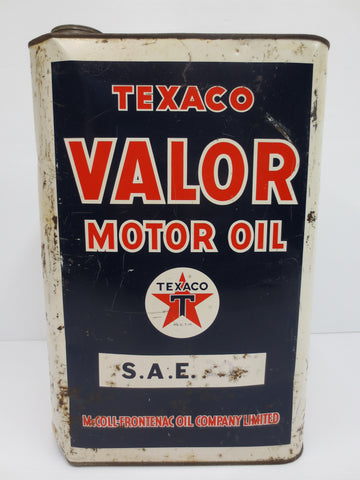 TEXACO
VALOR
MOTOR OIL
TEXACO
T
S.A.E.
McCOLL-FRONTENAC OIL COMPANY LIMITED